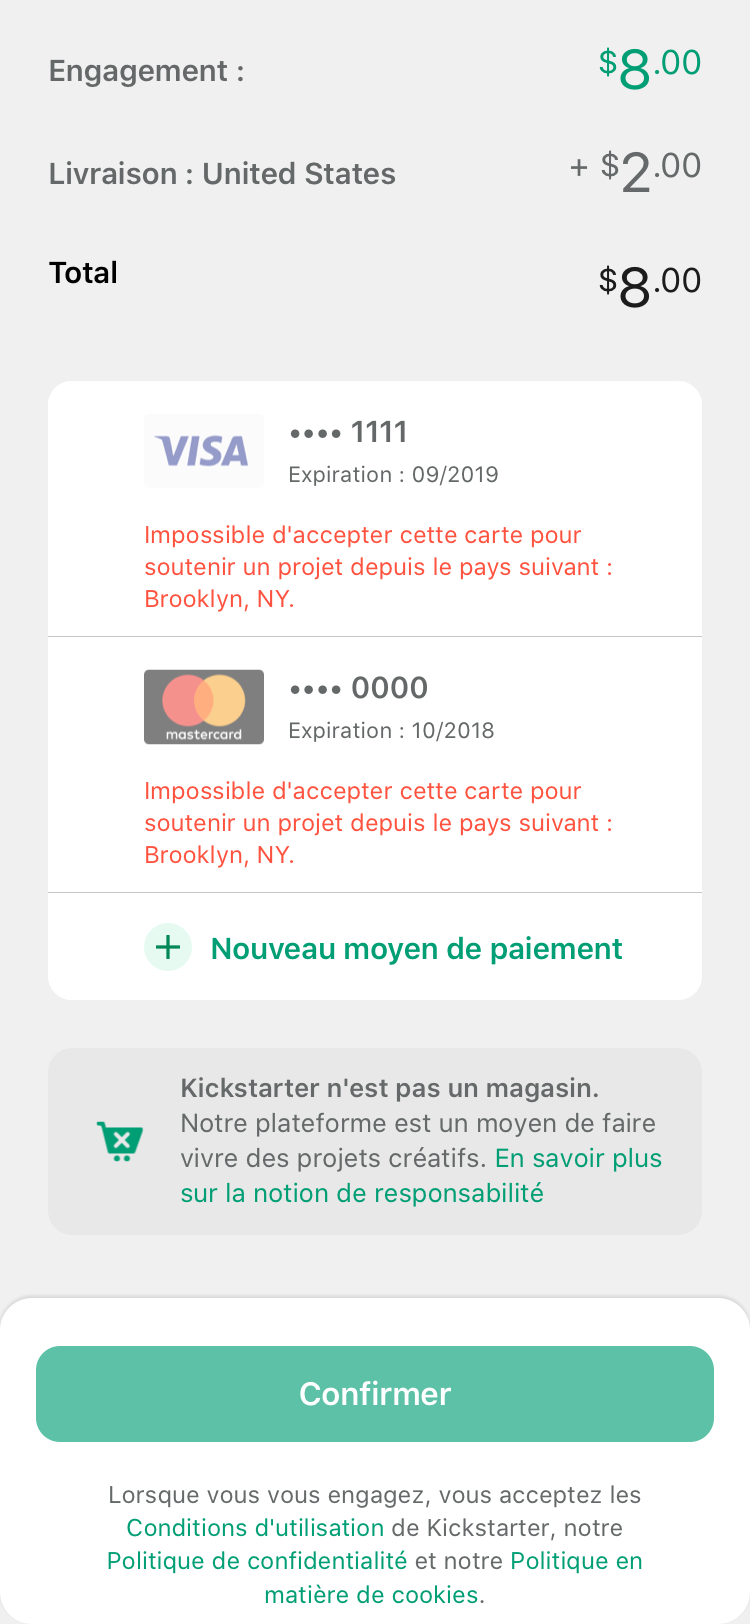 Engagement : $8.00
Livraison : United States + $2.00
Total $8.00
VISA •••• 1111
Expiration : 09/2019
Impossible d'accepter cette carte pour
soutenir un projet depuis le pays suivant :
Brooklyn, NY.
•••• 0000
mastercard Expiration : 10/2018
Impossible d'accepter cette carte pour
soutenir un projet depuis le pays suivant :
Brooklyn, NY.
+ Nouveau moyen de paiement
Kickstarter n'est pas un magasin.
Notre plateforme est un moyen de faire
vivre des projets créatifs. En savoir plus
sur la notion de responsabilité
Confirmer
Lorsque vous vous engagez, vous acceptez les
Conditions d'utilisation de Kickstarter, notre
Politique de confidentialité et notre Politique en
matière de cookies.